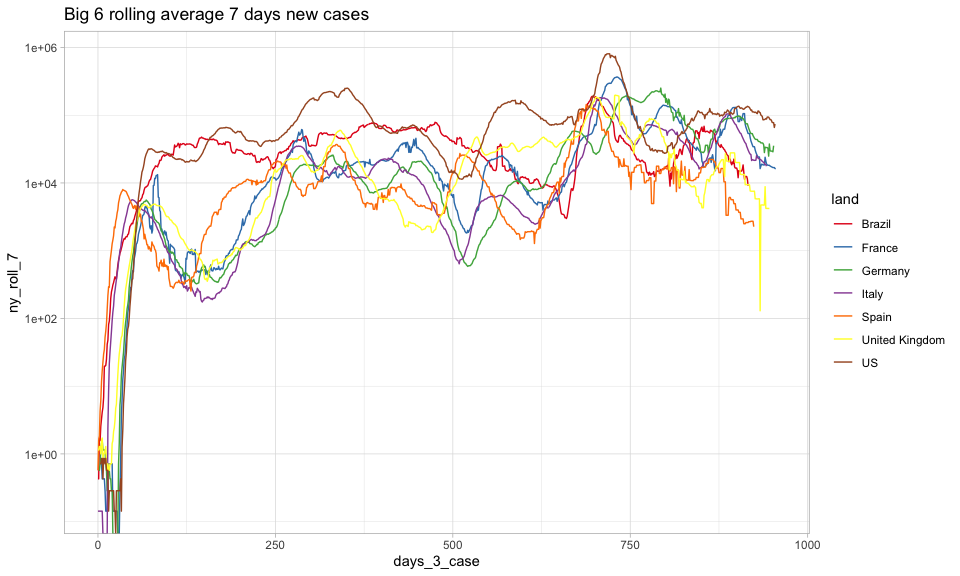 Big 6 rolling average 7 days new cases
1e+06
1e+04
1e+02
1e+00
ny_roll_7
0
250
500
750
1000
days_3_case
land
Brazil
France
Germany
Italy
Spain
United Kingdom
US